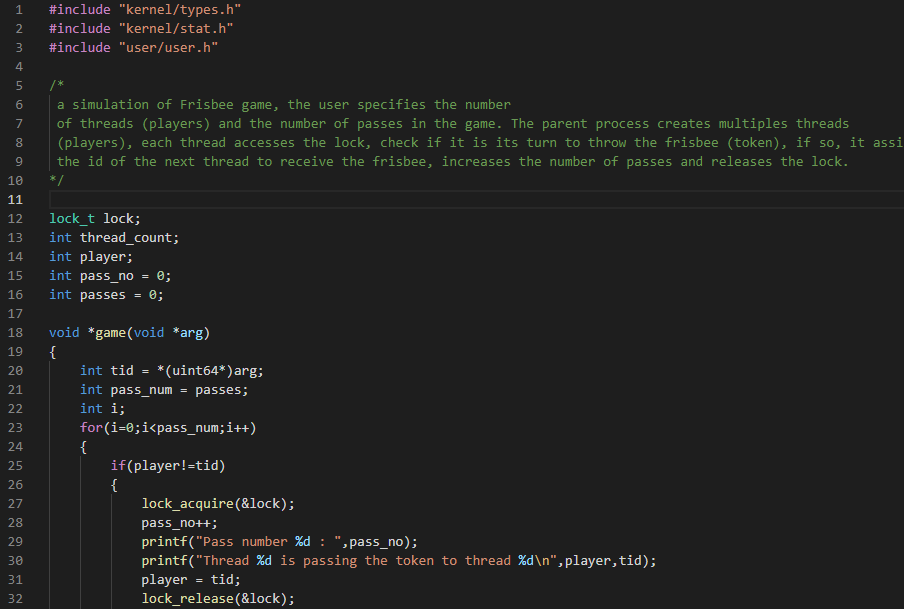 1 #include "kernel/types.h"
2 #include "kernel/stat.h"
3 #include "user/user.h"
4
5 /*
6 a simulation of Frisbee game, the user specifies the number
7 of threads (players) and the number of passes in the game. The parent process creates multiples threads
8 (players), each thread accesses the lock, check if it is its turn to throw the frisbee (token), if so, it assi
9 the id of the next thread to receive the frisbee, increases the number of passes and releases the lock.
10 */
11
12 lock_t lock;
13 int thread_count;
14 int player;
15 int pass_no = 0;
16 int passes = 0;
17
18 void *game(void *arg)
19 {
20 int tid = *(uint64*)arg;
21 int pass_num = passes;
22 int i;
23 for(i=0;i<pass_num;i++)
24 {
25 if(player!=tid)
26 {
27 lock_acquire(&lock);
28 pass_no++;
29 printf("Pass number %d : ",pass_no);
30 printf("Thread %d is passing the token to thread %d\n",player,tid);
31 player = tid;
32 lock_release(&lock);